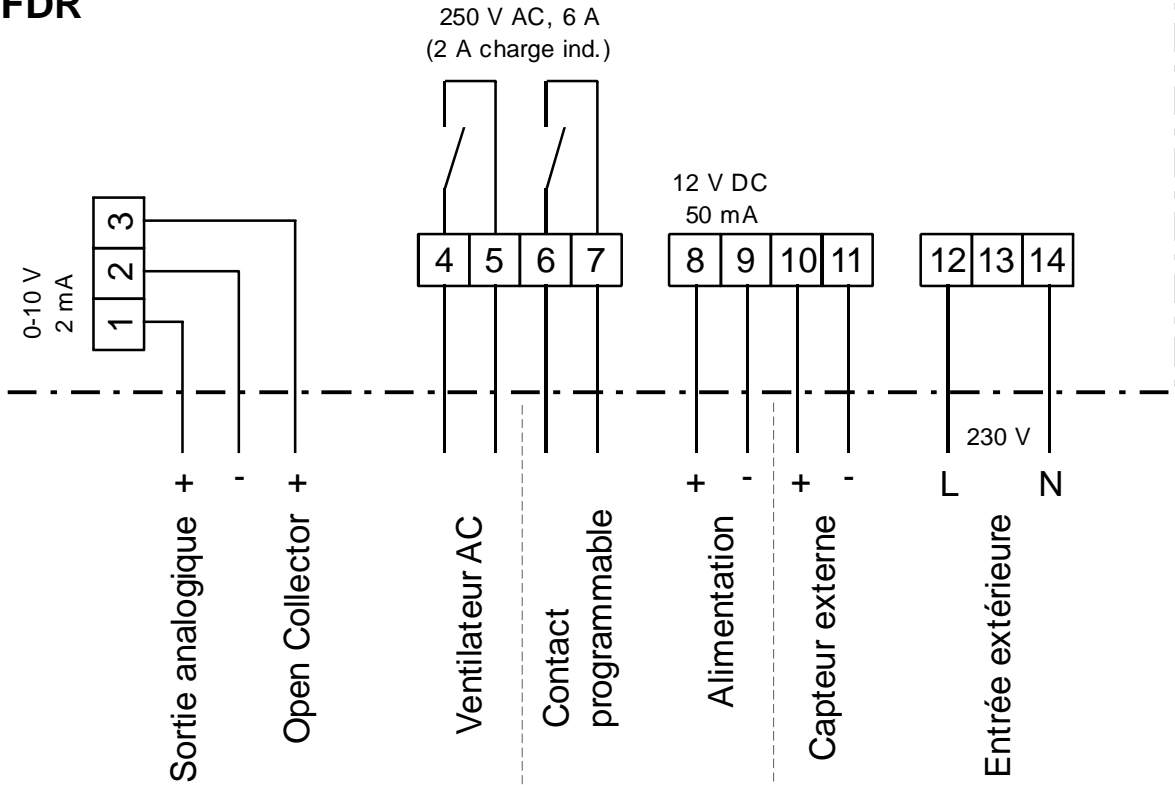 FDR
250 V AC, 6 A
(2 A charge ind.)
12 V DC
50 mA
0-10 V
2 mA
3
2
1
4 5 6 7
8 9 10 11
12 13 14
230 V
+ - +
+ - + -
L N
Sortie analogique
Open Collector
Ventilateur AC
Contact
programmable
Alimentation
Capteur externe
Entrée extérieure